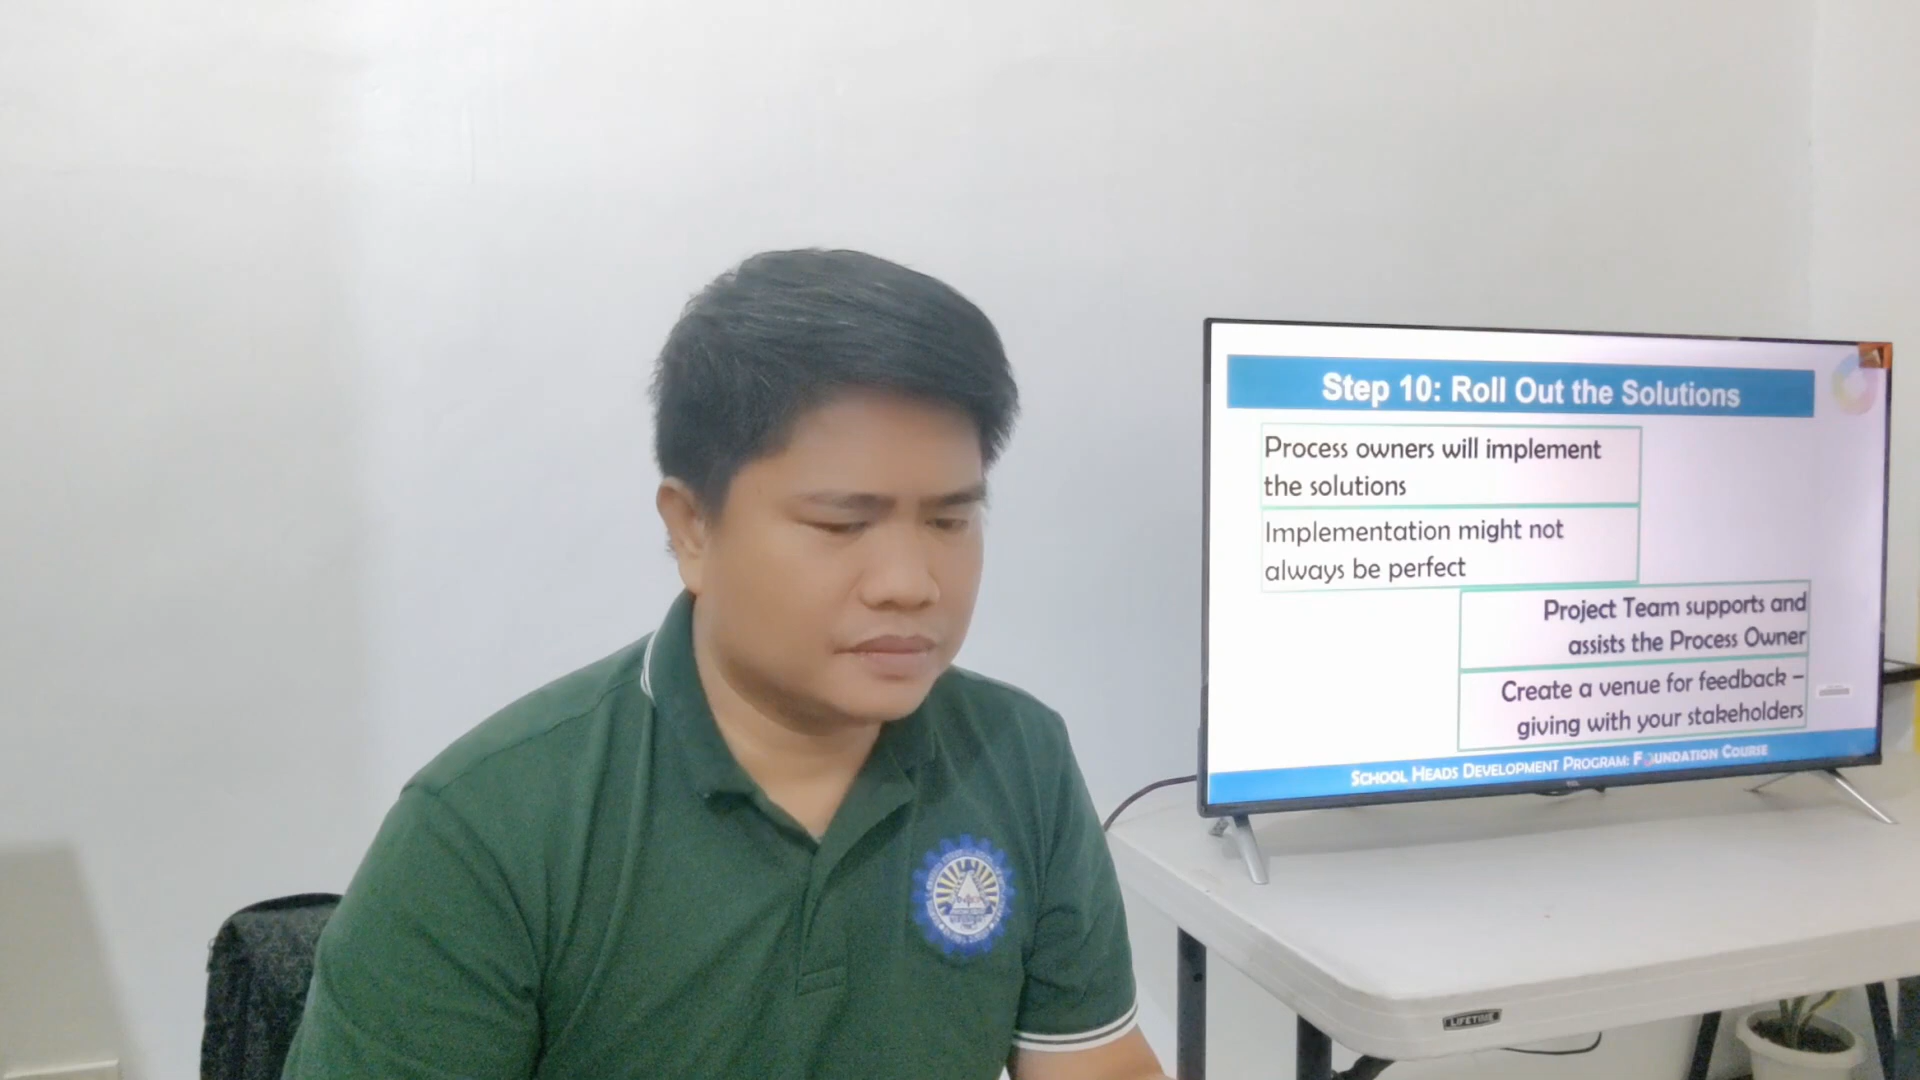 Step 10: Roll Out the Solutions
Process owners will implement
the solutions
Implementation might not
always be perfect
Project Team supports and
assists the Process Owner
Create a venue for feedback –
giving with your stakeholders
SCHOOL HEADS DEVELOPMENT PROGRAM: FOUNDATION COURSE
TCL
LIFETIME